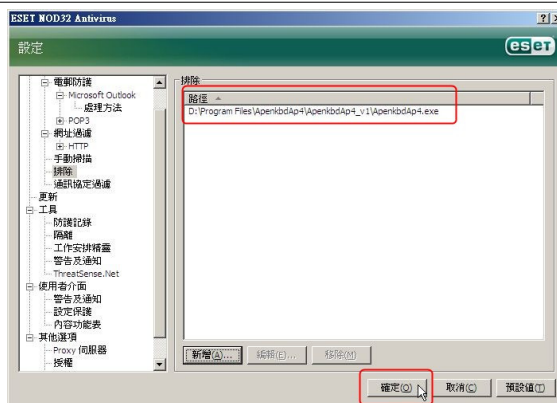 ESET NOD32 Antivirus
設定
eseT
電郵防護
Microsoft Outlook
處理方法
POP3
網址過濾
HTTP
手動掃描
排除
通訊協定過濾
更新
工具
防護記錄
隔離
工作安排精靈
警告及通知
ThreatSense.Net
使用者介面
警告及通知
設定保護
內容功能表
其他選項
Proxy 伺服器
授權
排除
路徑
D:\Program Files\ApenkbdAp4\ApenkbdAp4_v1\ApenkbdAp4.exe
新增(A)...
編輯(E)...
移除(M)
確定(O)
取消(C)
預設值(T)